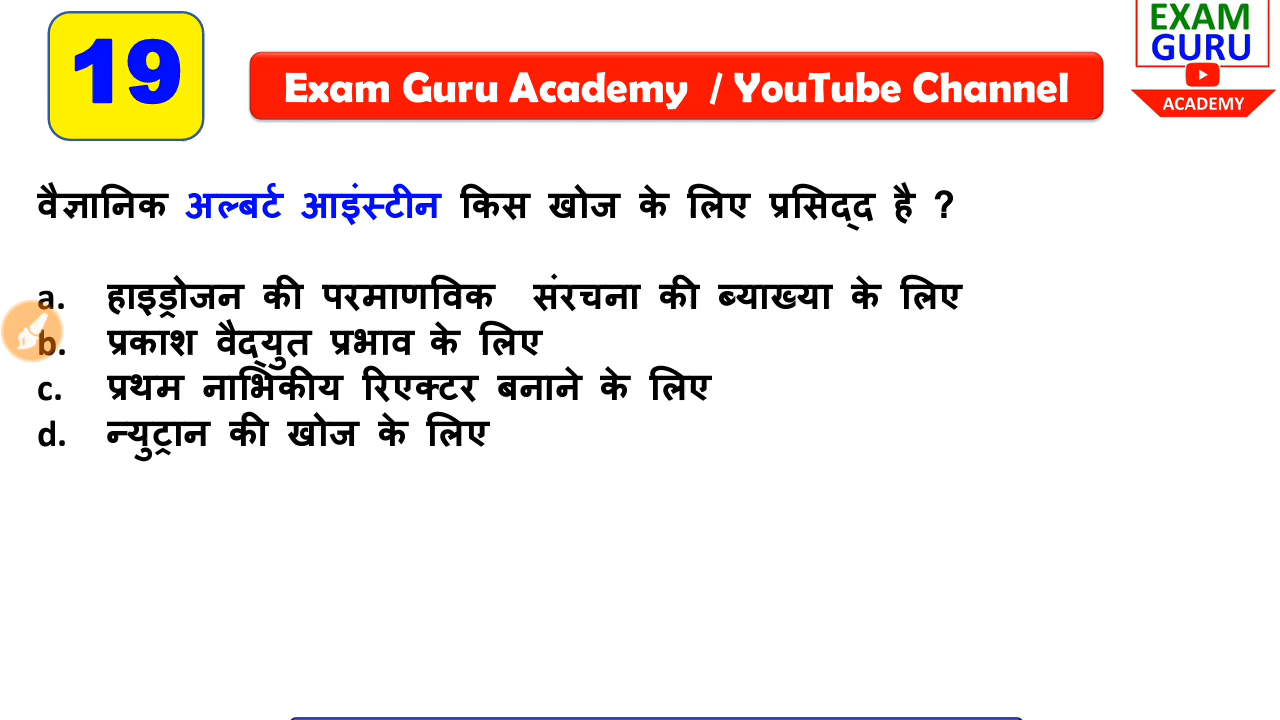 19
Exam Guru Academy / YouTube Channel
EXAM
GURU
ACADEMY
वैज्ञानिक अल्बर्ट आइंस्टीन किस खोज के लिए प्रसिद्द है ?
a. हाइड्रोजन की परमाणविक संरचना की ब्याख्या के लिए
b. प्रकाश वैद्युत प्रभाव के लिए
c. प्रथम नाभिकीय रिएक्टर बनाने के लिए
d. न्युट्रान की खोज के लिए